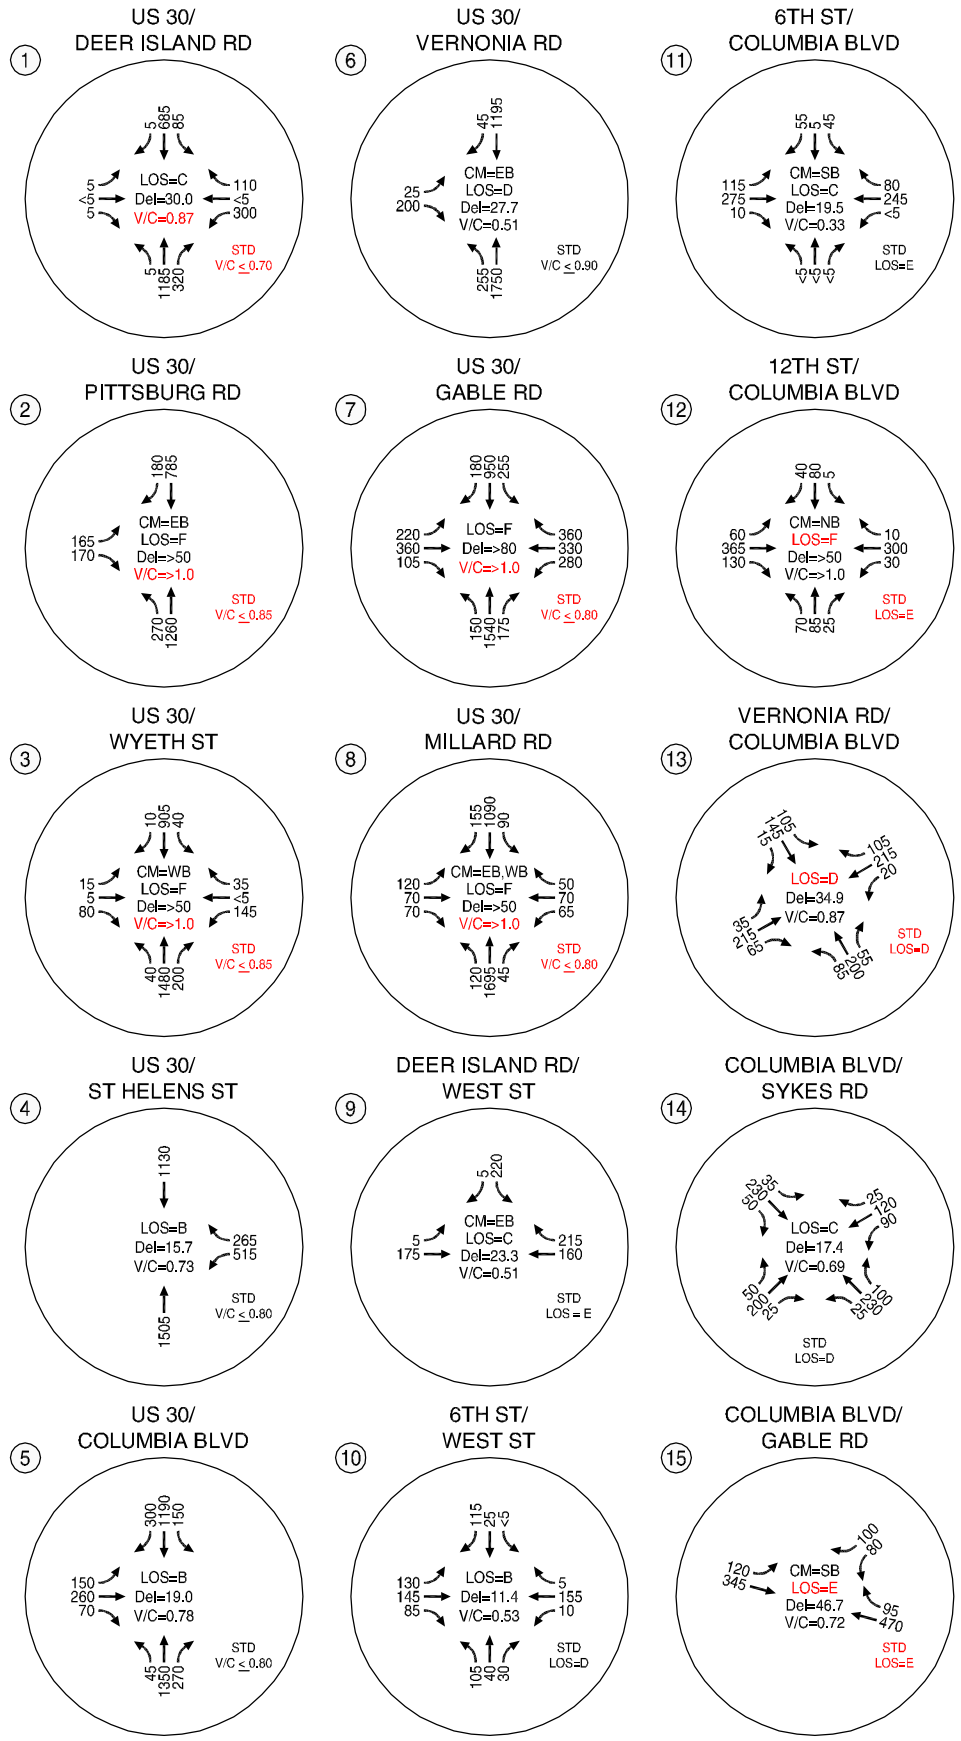 US 30/
DEER ISLAND RD
1
5
685
85
5
<5
5
LOS=C
Del=30.0
V/C=0.87
110
<5
300
STD
V/C ≤ 0.70
5
1185
320
US 30/
VERNONIA RD
6
45
1195
25
200
CM=EB
LOS=D
Del=27.7
V/C=0.51
STD
V/C ≤ 0.90
255
1750
6TH ST/
COLUMBIA BLVD
11
55
5
45
115
275
10
CM=SB
LOS=C
Del=19.5
V/C=0.33
80
245
<5
STD
LOS=E
<5
<5
<5
US 30/
PITTSBURG RD
2
180
785
165
170
CM=EB
LOS=F
Del=>50
V/C=>1.0
STD
V/C ≤ 0.85
270
1260
US 30/
GABLE RD
7
180
950
255
220
360
105
LOS=F
Del=>80
V/C=>1.0
360
330
280
STD
V/C ≤ 0.80
150
1540
175
12TH ST/
COLUMBIA BLVD
12
40
80
5
60
365
130
CM=NB
LOS=F
Del=>50
V/C=>1.0
10
300
30
STD
LOS=E
70
85
25
US 30/
WYETH ST
3
10
905
40
15
5
80
CM=WB
LOS=F
Del=>50
V/C=>1.0
35
<5
145
STD
V/C ≤ 0.85
40
1480
200
US 30/
MILLARD RD
8
155
1090
90
120
70
70
CM=EB,WB
LOS=F
Del=>50
V/C=>1.0
50
70
65
STD
V/C ≤ 0.80
120
1695
45
VERNONIA RD/
COLUMBIA BLVD
13
15
145
105
105
215
20
LOS=D
Del=34.9
V/C=0.87
35
215
65
STD
LOS=D
85
200
55
US 30/
ST HELENS ST
4
1130
LOS=B
Del=15.7
V/C=0.73
265
515
STD
V/C ≤ 0.80
1505
DEER ISLAND RD/
WEST ST
9
5
220
5
175
CM=EB
LOS=C
Del=23.3
V/C=0.51
215
160
STD
LOS = E
COLUMBIA BLVD/
SYKES RD
14
50
230
35
25
120
90
LOS=C
Del=17.4
V/C=0.69
50
200
25
25
230
100
STD
LOS=D
US 30/
COLUMBIA BLVD
5
300
1190
150
150
260
70
LOS=B
Del=19.0
V/C=0.78
STD
V/C ≤ 0.80
45
1350
270
6TH ST/
WEST ST
10
115
25
<5
130
145
85
LOS=B
Del=11.4
V/C=0.53
5
155
10
STD
LOS=D
105
40
30
COLUMBIA BLVD/
GABLE RD
15
100
80
120
345
CM=SB
LOS=E
Del=46.7
V/C=0.72
95
470
STD
LOS=E